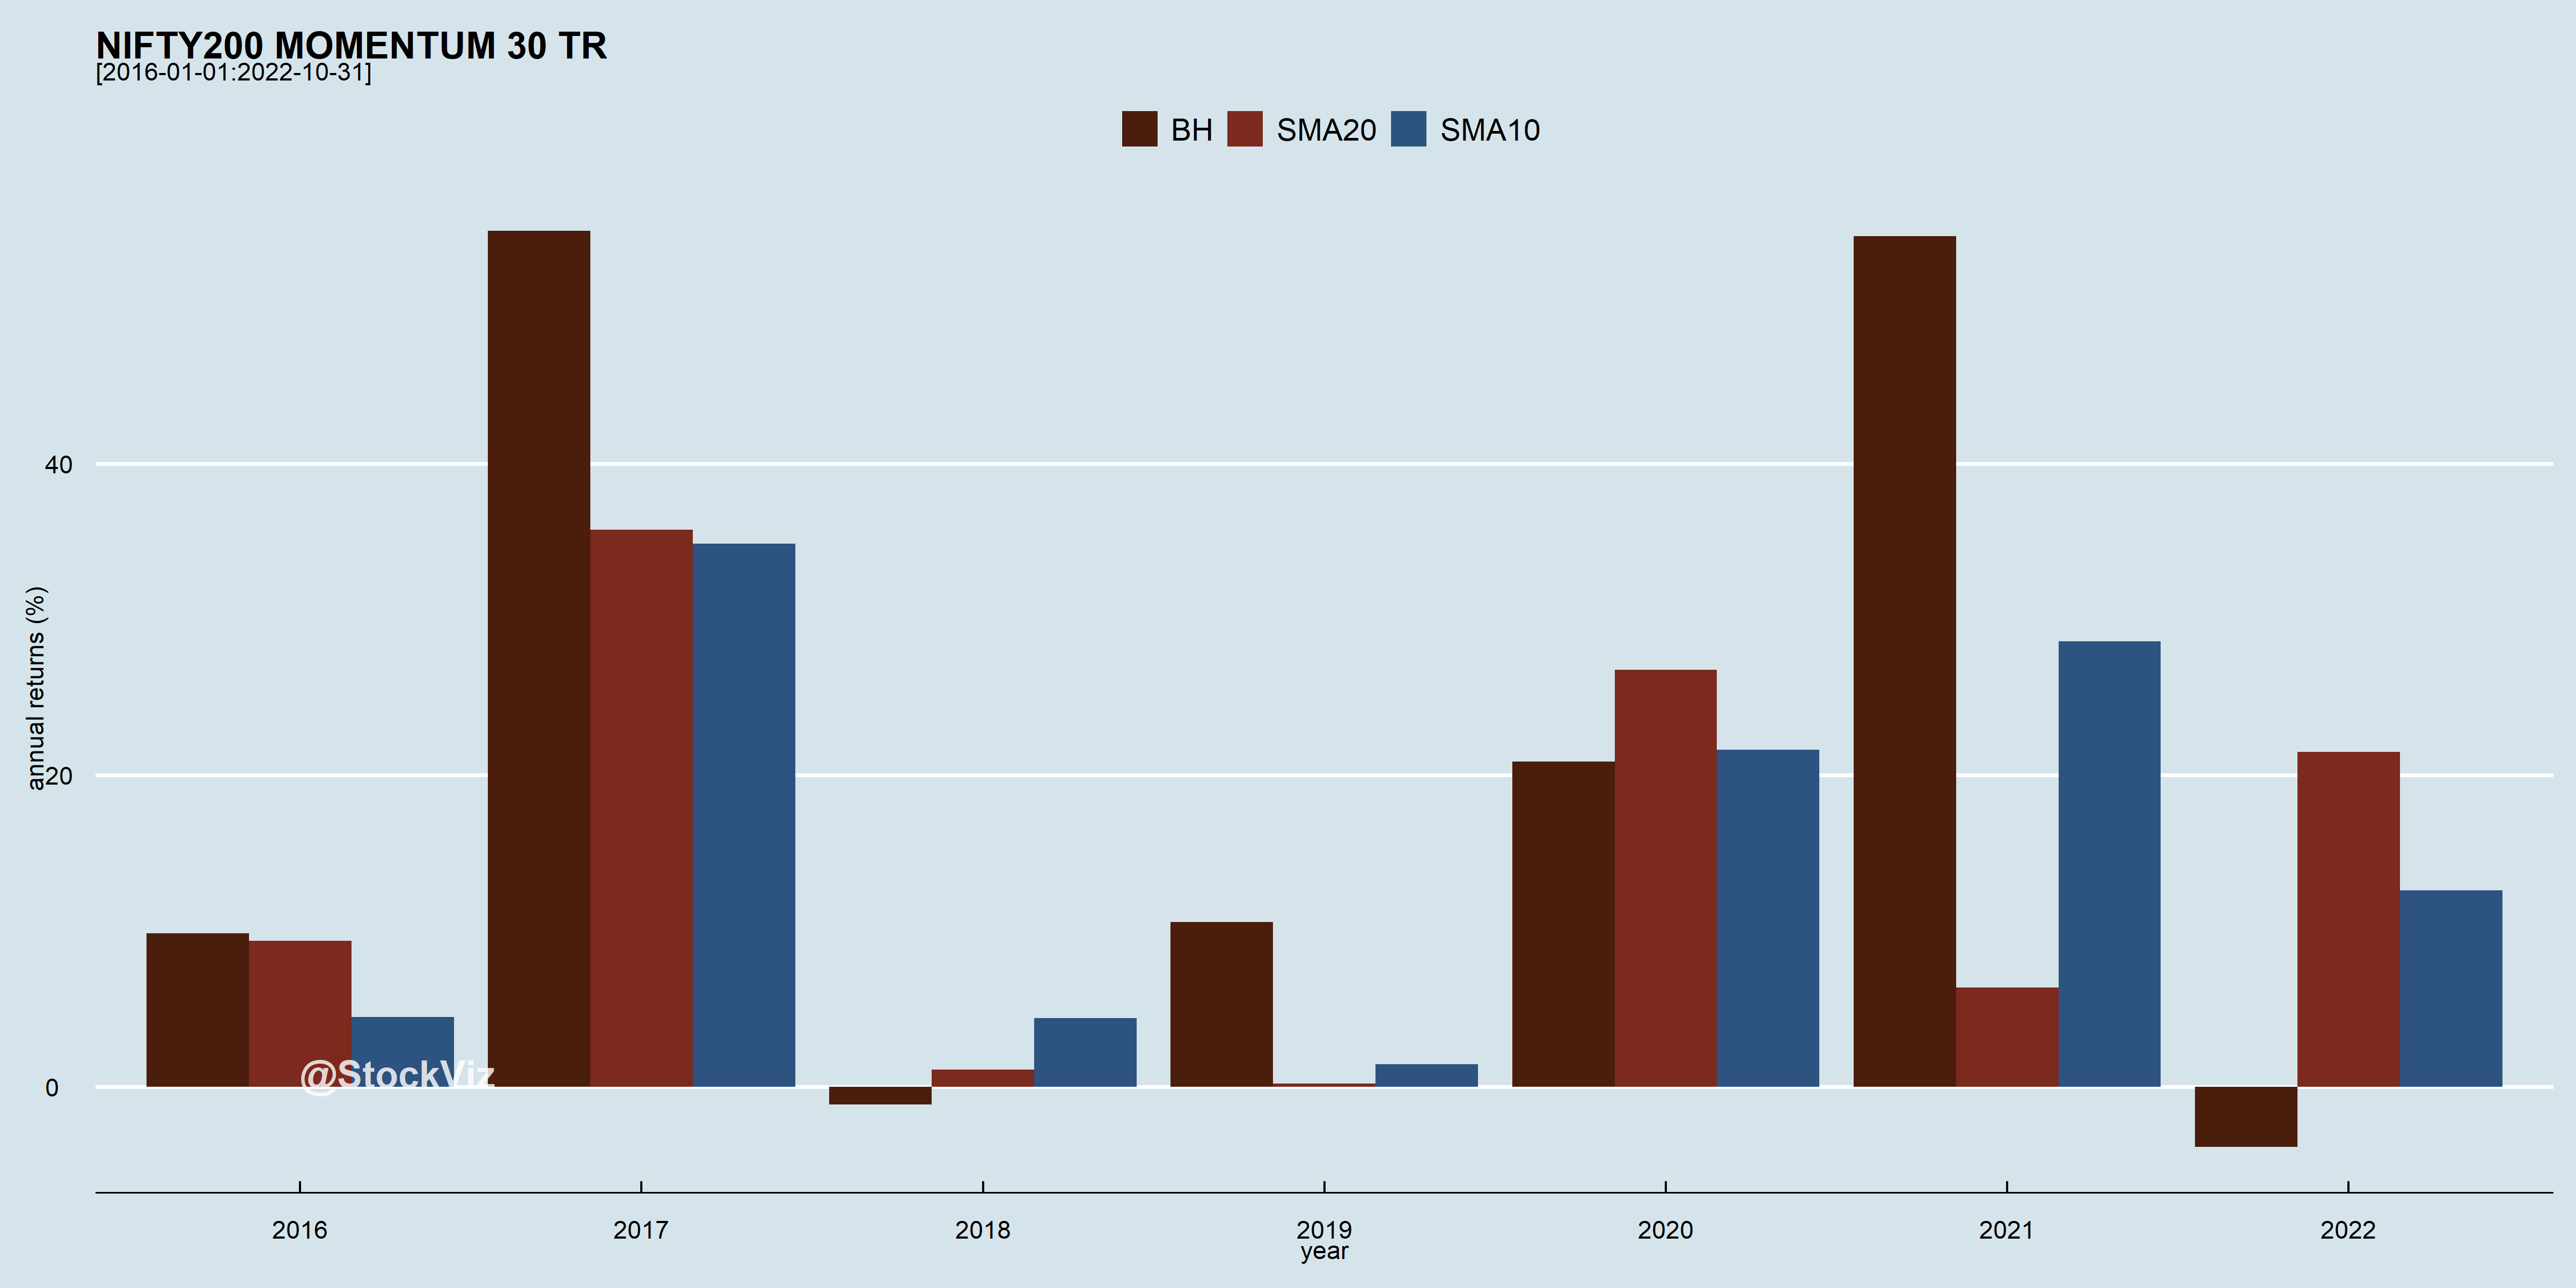 NIFTY200 MOMENTUM 30 TR
[2016-01-01:2022-10-31]
BH SMA20 SMA10
annual returns (%)
40
20
0
@StockViz
2016 2017 2018 2019 2020 2021 2022
year